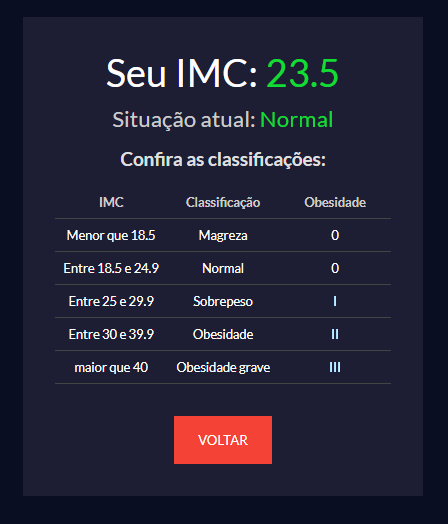 Seu IMC: 23.5
Situação atual: Normal
Confira as classificações:
IMC Classificação Obesidade
Menor que 18.5 Magreza 0
Entre 18.5 e 24.9 Normal 0
Entre 25 e 29.9 Sobrepeso I
Entre 30 e 39.9 Obesidade II
maior que 40 Obesidade grave III
VOLTAR